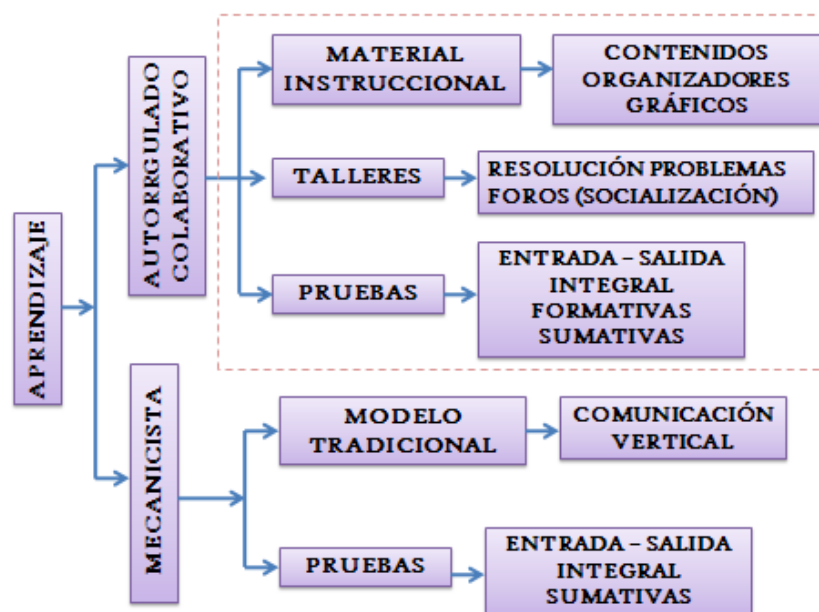 APRENDIZAJE
AUTORRGULADO
COLABORATIVO
MATERIAL
INSTRUCCIONAL
CONTENIDOS
ORGANIZADORES
GRÁFICOS
TALLERES
RESOLUCIÓN PROBLEMAS
FOROS (SOCIALIZACIÓN)
PRUEBAS
ENTRADA – SALIDA
INTEGRAL
FORMATIVAS
SUMATIVAS
MECANICISTA
MODELO
TRADICIONAL
COMUNICACIÓN
VERTICAL
PRUEBAS
ENTRADA – SALIDA
INTEGRAL
SUMATIVAS